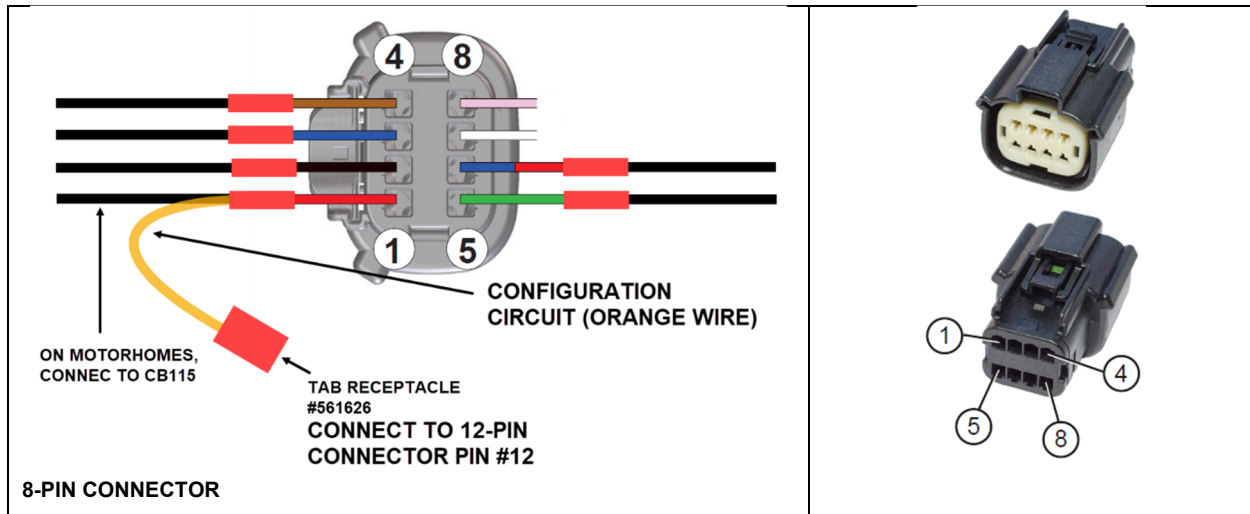 4 8
1 5
CONFIGURATION
CIRCUIT (ORANGE WIRE)
ON MOTORHOMES,
CONNEC TO CB115
TAB RECEPTACLE
#561626
CONNECT TO 12-PIN
CONNECTOR PIN #12
8-PIN CONNECTOR
1
4
5
8